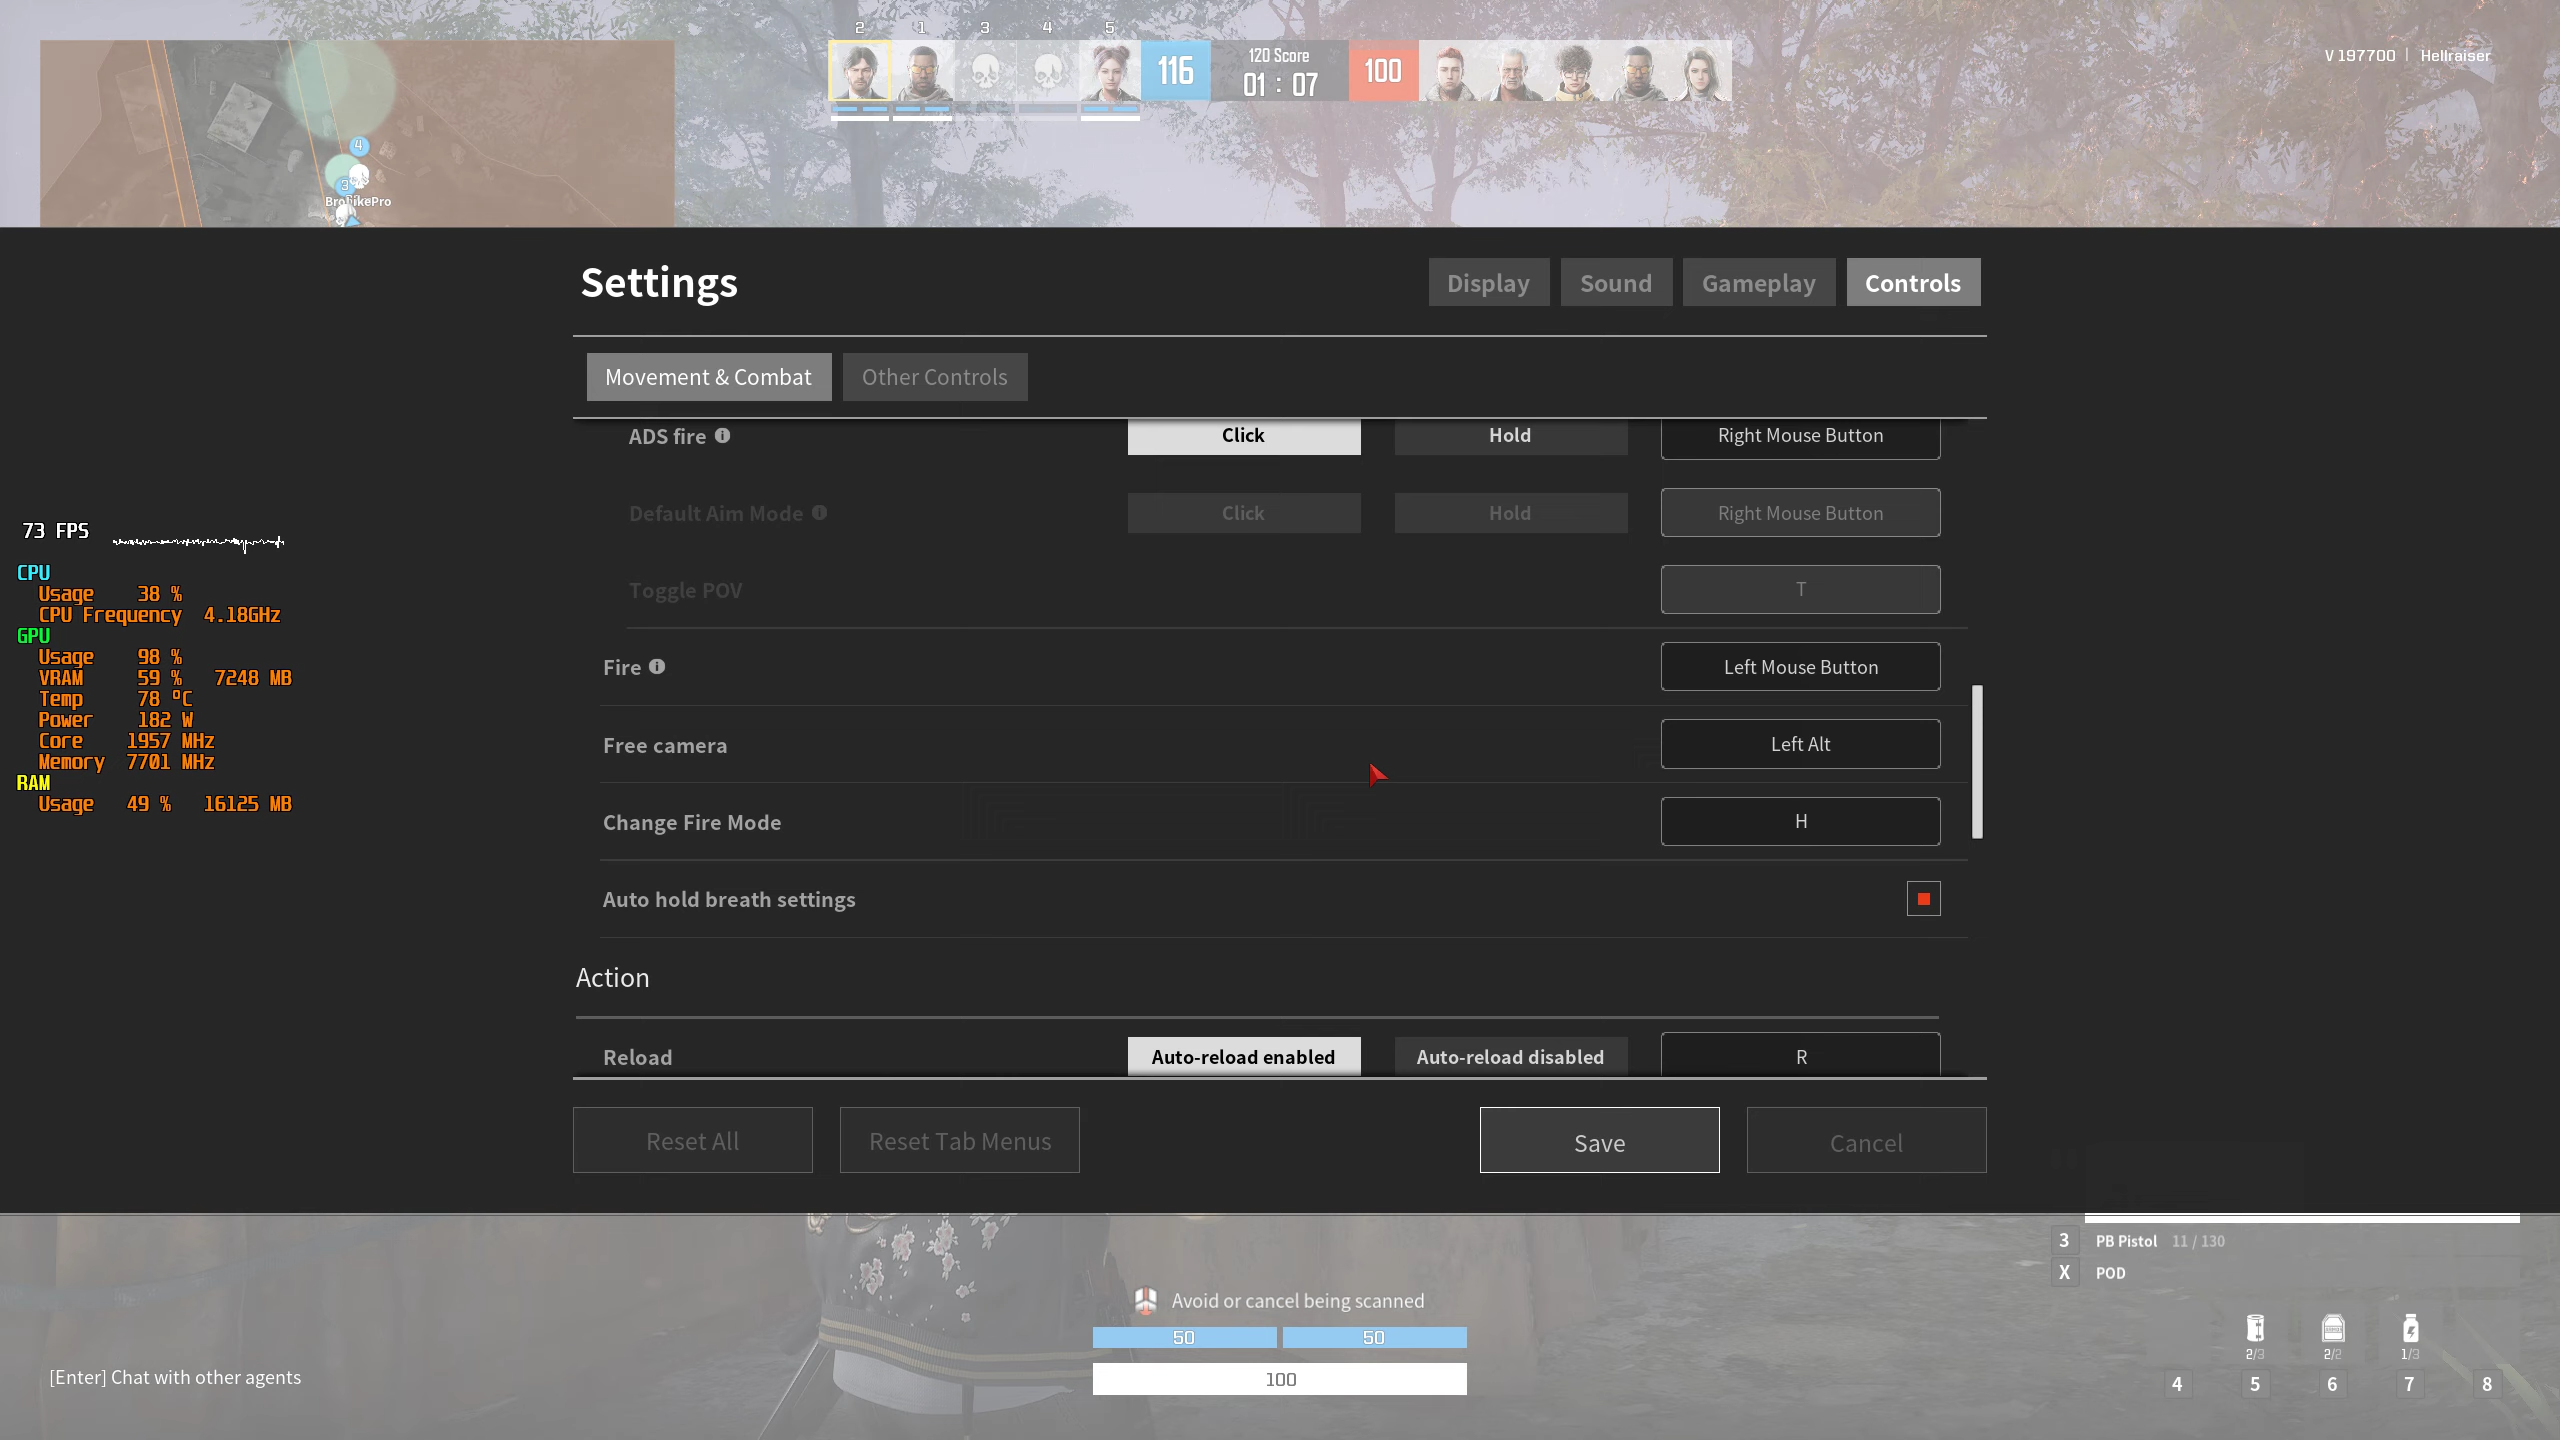 2 1 3 4 5
116
120 Score
01 : 07
100
V 197700 | Hellraiser
4
3
Settings
Display
Sound
Gameplay
Controls
Movement & Combat
Other Controls
ADS fire
Click
Hold
Right Mouse Button
Default Aim Mode
Click
Hold
Right Mouse Button
Toggle POV
T
Fire
Left Mouse Button
Free camera
Left Alt
Change Fire Mode
H
Auto hold breath settings
Action
Reload
Auto-reload enabled
Auto-reload disabled
R
Reset All
Reset Tab Menus
Save
Cancel
73 FPS
CPU
Usage 38 %
CPU Frequency 4.18GHz
GPU
Usage 98 %
VRAM 59 % 7248 MB
Temp 78 °C
Power 182 W
Core 1957 MHz
Memory 7701 MHz
RAM
Usage 49 % 16125 MB
3 PB Pistol 11 / 130
X POD
Avoid or cancel being scanned
50 50
100
[Enter] Chat with other agents
2/3 2/2 1/3
4 5 6 7 8